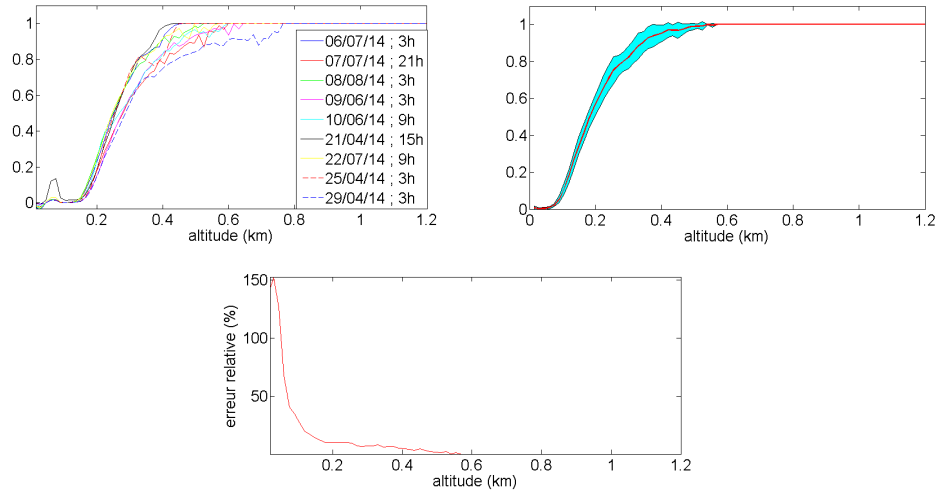 1
0.8
0.6
0.4
0.2
0
0.2 0.4 0.6 0.8 1 1.2
altitude (km)
06/07/14 ; 3h
07/07/14 ; 21h
08/08/14 ; 3h
09/06/14 ; 3h
10/06/14 ; 9h
21/04/14 ; 15h
22/07/14 ; 9h
25/04/14 ; 3h
29/04/14 ; 3h
1
0.8
0.6
0.4
0.2
0
0 0.2 0.4 0.6 0.8 1 1.2
altitude (km)
erreur relative (%)
150
100
50
0.2 0.4 0.6 0.8 1 1.2
altitude (km)